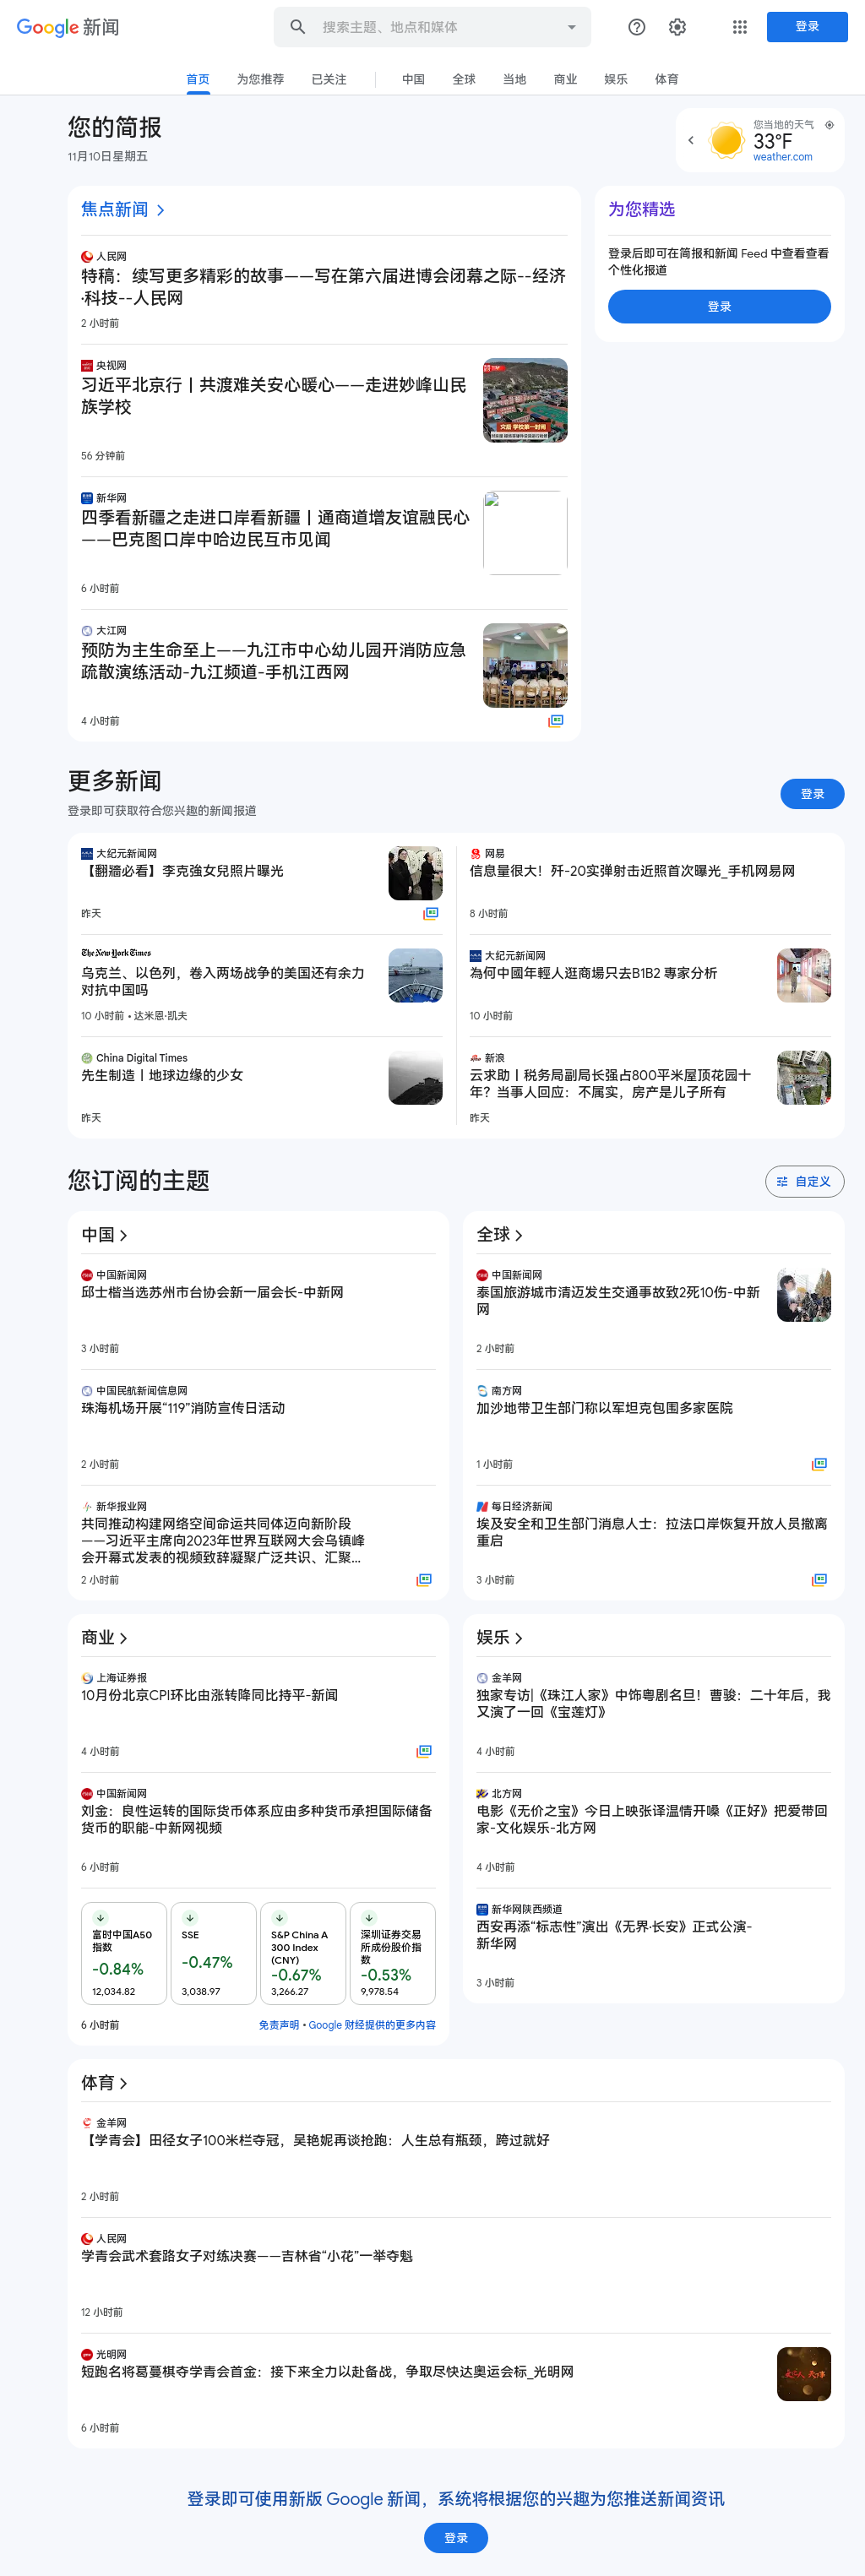 Google 新闻
搜索主题、地点和媒体
登录
首页
为您推荐
已关注
中国
全球
当地
商业
娱乐
体育
您的简报
11月10日星期五
您当地的天气
33°F
weather.com
焦点新闻
人民网
特稿：续写更多精彩的故事——写在第六届进博会闭幕之际--经济
·科技--人民网
2 小时前
央视网
习近平北京行丨共渡难关安心暖心——走进妙峰山民
族学校
56 分钟前
新华网
四季看新疆之走进口岸看新疆丨通商道增友谊融民心
——巴克图口岸中哈边民互市见闻
6 小时前
大江网
预防为主生命至上——九江市中心幼儿园开消防应急
疏散演练活动-九江频道-手机江西网
4 小时前
为您精选
登录后即可在简报和新闻 Feed 中查看查看
个性化报道
登录
更多新闻
登录即可获取符合您兴趣的新闻报道
登录
大纪元新闻网
【翻牆必看】李克強女兒照片曝光
昨天
The New York Times
乌克兰、以色列，卷入两场战争的美国还有余力
对抗中国吗
10 小时前 • 达米恩·凯夫
China Digital Times
先生制造丨地球边缘的少女
昨天
网易
信息量很大！歼-20实弹射击近照首次曝光_手机网易网
8 小时前
大纪元新闻网
為何中國年輕人逛商場只去B1B2 專家分析
10 小时前
新浪
云求助丨税务局副局长强占800平米屋顶花园十
年？当事人回应：不属实，房产是儿子所有
昨天
您订阅的主题
自定义
中国
中国新闻网
邱士楷当选苏州市台协会新一届会长-中新网
3 小时前
中国民航新闻信息网
珠海机场开展“119”消防宣传日活动
2 小时前
新华报业网
共同推动构建网络空间命运共同体迈向新阶段
——习近平主席向2023年世界互联网大会乌镇峰
会开幕式发表的视频致辞凝聚广泛共识、汇聚...
2 小时前
全球
中国新闻网
泰国旅游城市清迈发生交通事故致2死10伤-中新
网
2 小时前
南方网
加沙地带卫生部门称以军坦克包围多家医院
1 小时前
每日经济新闻
埃及安全和卫生部门消息人士：拉法口岸恢复开放人员撤离
重启
3 小时前
商业
上海证券报
10月份北京CPI环比由涨转降同比持平-新闻
4 小时前
中国新闻网
刘金：良性运转的国际货币体系应由多种货币承担国际储备
货币的职能-中新网视频
6 小时前
富时中国A50
指数
-0.84%
12,034.82
SSE
-0.47%
3,038.97
S&P China A
300 Index
(CNY)
-0.67%
3,266.27
深圳证券交易
所成份股价指
数
-0.53%
9,978.54
6 小时前
免责声明 • Google 财经提供的更多内容
娱乐
金羊网
独家专访|《珠江人家》中饰粤剧名旦！曹骏：二十年后，我
又演了一回《宝莲灯》
4 小时前
北方网
电影《无价之宝》今日上映张译温情开嗓《正好》把爱带回
家-文化娱乐-北方网
4 小时前
新华网陕西频道
西安再添“标志性”演出《无界·长安》正式公演-
新华网
3 小时前
体育
金羊网
【学青会】田径女子100米栏夺冠，吴艳妮再谈抢跑：人生总有瓶颈，跨过就好
2 小时前
人民网
学青会武术套路女子对练决赛——吉林省“小花”一举夺魁
12 小时前
光明网
短跑名将葛蔓棋夺学青会首金：接下来全力以赴备战，争取尽快达奥运会标_光明网
6 小时前
登录即可使用新版 Google 新闻，系统将根据您的兴趣为您推送新闻资讯
登录